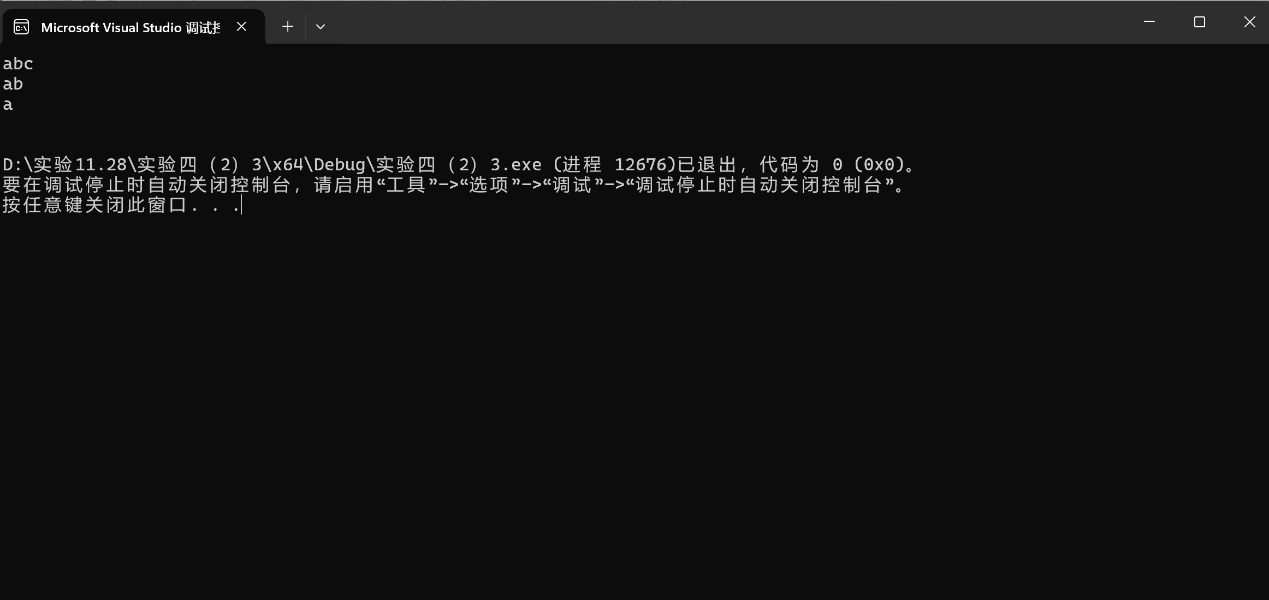 Microsoft Visual Studio 调试控
abc
ab
a
D:\实验11.28\实验四 (2) 3\x64\Debug\实验四 (2) 3.exe (进程 12676)已退出，代码为 0 (0x0)。
要在调试停止时自动关闭控制台，请启用“工具”->“选项”->“调试”->“调试停止时自动关闭控制台”。
按任意键关闭此窗口. . .